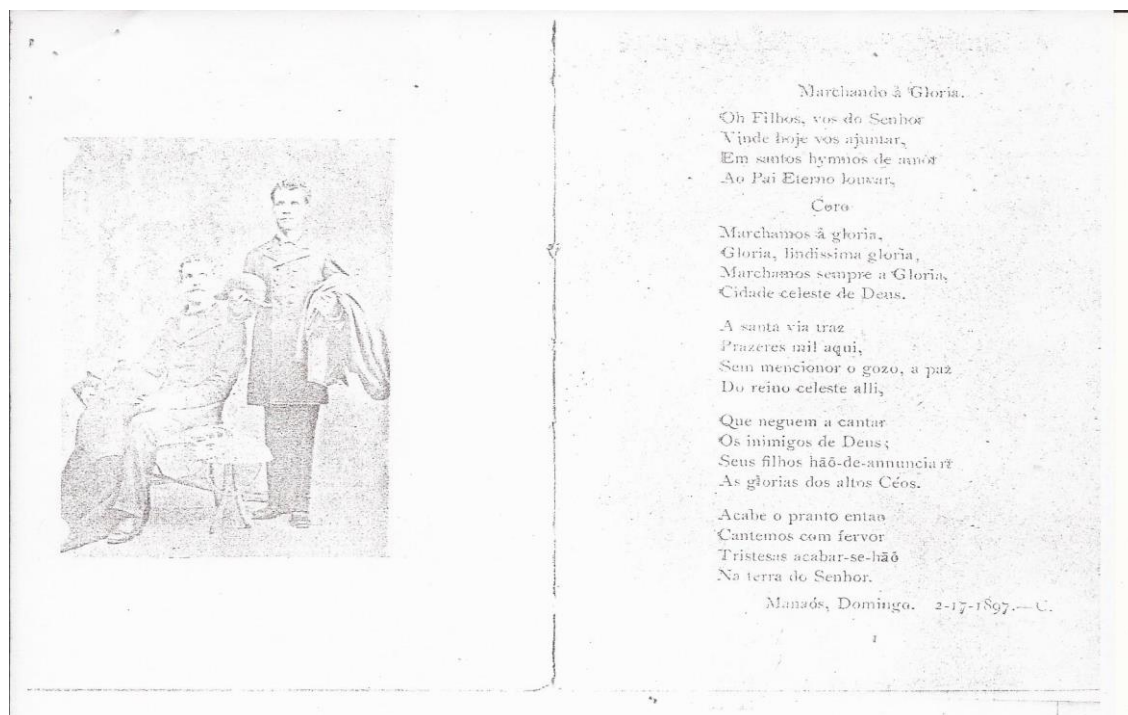 Marchando á Gloria.
Oh Filhos, vos do Senhor
Vinde hoje vos ajuntar,
Em santos hymnos de amor
Ao Pai Eterno louvar,
Coro
Marchamos á gloria,
Gloria, lindissima gloria,
Marchamos sempre a Gloria,
Cidade celeste de Deus.
A santa via traz
Prazeres mil aqui,
Sem mencionor o gozo, a paz
Do reino celeste alli,
Que neguem a cantar
Os inimigos de Deus;
Seus filhos hãó-de-annunciar
As glorias dos altos Céos.
Acabe o pranto entao
Cantemos com fervor
Tristesas acabar-se-hãó
Na terra do Senhor.
Manaós, Domingo. 2-17-1897.—C.
1